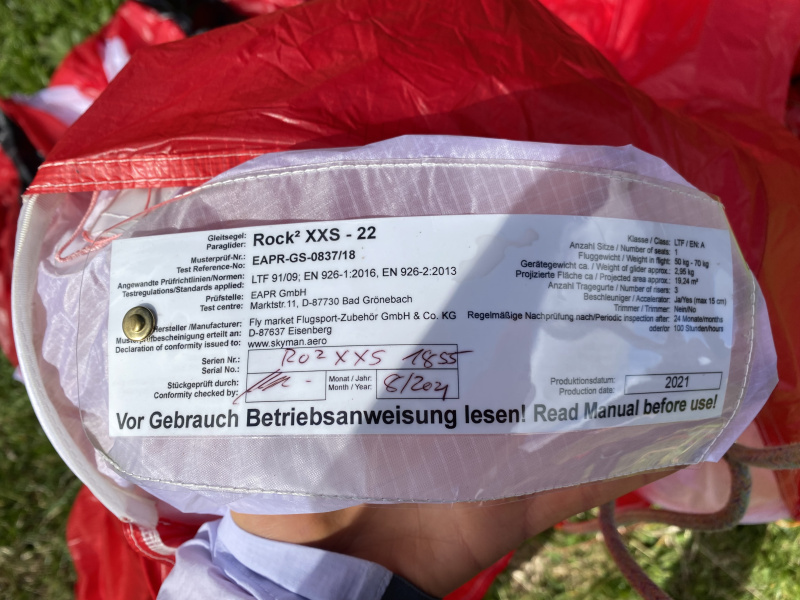 Gleitsegel: Rock² XXS - 22
Paraglider:
Musterprüf-Nr.: EAPR-GS-0837/18
Test Reference-No:
Angewandte Prüfrichtlinien/Normen: LTF 91/09; EN 926-1:2016, EN 926-2:2013
Testregulations/Standards applied:
Prüfstelle: EAPR GmbH
Test centre: Marktstr.11, D-87730 Bad Grönebach
Hersteller /Manufacturer: Fly market Flugsport-Zubehör GmbH & Co. KG
Musterprüfbescheinigung erteilt an: D-87637 Eisenberg
Declaration of conformity issued to: www.skyman.aero
Serien Nr.: RO² XXS 1855
Serial No.:
Stückgeprüft durch: Monat / Jahr: 8/2021
Conformity checked by: Month / Year:
Klasse / Class: LTF / EN: A
Anzahl Sitze / Number of seats: 1
Fluggewicht / Weight in flight: 50 kg - 70 kg
Gerätegewicht ca. / Weight of glider approx.: 2,95 kg
Projizierte Fläche ca / Projected area approx.: 19,24 m²
Anzahl Tragegurte / Number of risers: 3
Beschleuniger / Accelerator: Ja/Yes (max 15 cm)
Trimmer / Trimmer: Nein/No
Regelmäßige Nachprüfung nach/Periodic inspection after: 24 Monate/months
oder/or 100 Stunden/hours
Produktionsdatum: 2021
Production date:
Vor Gebrauch Betriebsanweisung lesen! Read Manual before use!